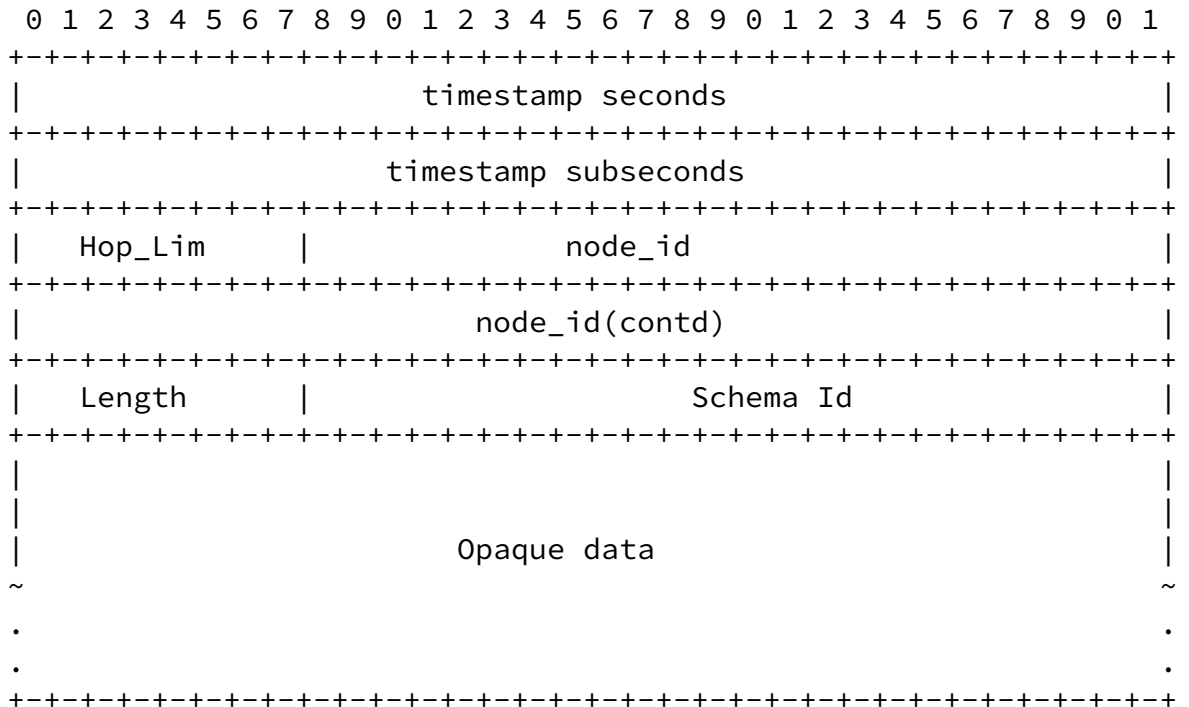 0 1 2 3 4 5 6 7 8 9 0 1 2 3 4 5 6 7 8 9 0 1 2 3 4 5 6 7 8 9 0 1
+-+-+-+-+-+-+-+-+-+-+-+-+-+-+-+-+-+-+-+-+-+-+-+-+-+-+-+-+-+-+-+-+
|                      timestamp seconds                        |
+-+-+-+-+-+-+-+-+-+-+-+-+-+-+-+-+-+-+-+-+-+-+-+-+-+-+-+-+-+-+-+-+
|                    timestamp subseconds                       |
+-+-+-+-+-+-+-+-+-+-+-+-+-+-+-+-+-+-+-+-+-+-+-+-+-+-+-+-+-+-+-+-+
|   Hop_Lim     |              node_id                          |
+-+-+-+-+-+-+-+-+-+-+-+-+-+-+-+-+-+-+-+-+-+-+-+-+-+-+-+-+-+-+-+-+
|                         node_id(contd)                        |
+-+-+-+-+-+-+-+-+-+-+-+-+-+-+-+-+-+-+-+-+-+-+-+-+-+-+-+-+-+-+-+-+
|   Length      |                     Schema Id                 |
+-+-+-+-+-+-+-+-+-+-+-+-+-+-+-+-+-+-+-+-+-+-+-+-+-+-+-+-+-+-+-+-+
|                                                               |
|                                                               |
|                        Opaque data                            |
~                                                               ~
.                                                               .
.                                                               .
+-+-+-+-+-+-+-+-+-+-+-+-+-+-+-+-+-+-+-+-+-+-+-+-+-+-+-+-+-+-+-+-+